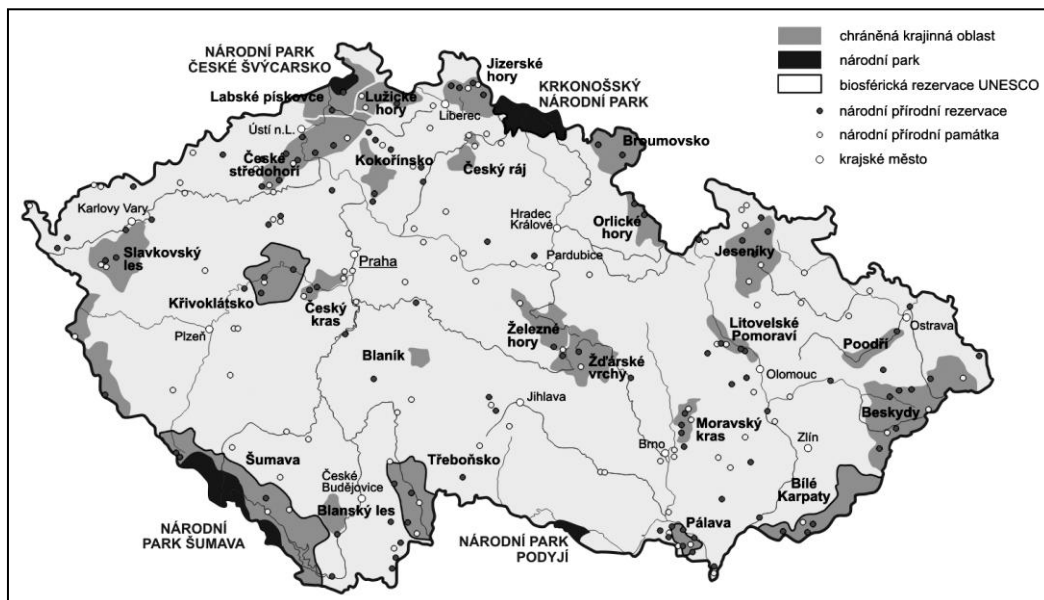 NÁRODNÍ PARK
ČESKÉ ŠVÝCARSKO
Jizerské
hory
KRKONOŠSKÝ
NÁRODNÍ PARK
chráněná krajinná oblast
národní park
biosférická rezervace UNESCO
národní přírodní rezervace
národní přírodní památka
krajské město
Labské pískovce
Lužické
hory
Liberec
Ústí n.L.
Broumovsko
České
středohoří
Kokořínsko
Český ráj
Karlovy Vary
Hradec
Králové
Orlické
hory
Slavkovský
les
Praha
Pardubice
Jeseníky
Křivoklátsko
Český
kras
Plzeň
Železné
hory
Litovelské
Pomoraví
Ostrava
Poodří
Blaník
Žďárské
vrchy
Olomouc
Jihlava
Beskydy
Moravský
kras
Brno
Zlín
Šumava
Třeboňsko
České
Budějovice
Blanský les
Bílé
Karpaty
Pálava
NÁRODNÍ
PARK ŠUMAVA
NÁRODNÍ PARK
PODYJÍ